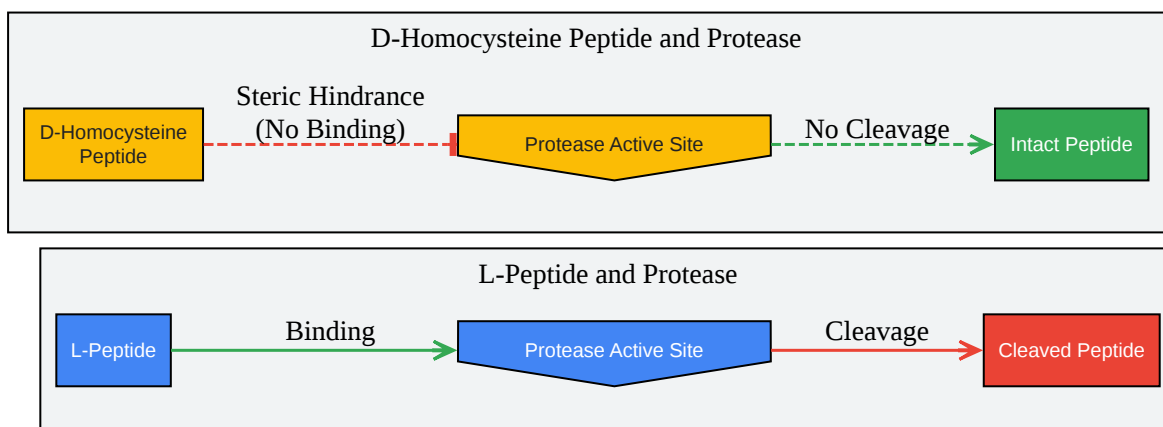 D-Homocysteine Peptide and Protease
Steric Hindrance
(No Binding)
No Cleavage
D-Homocysteine
Peptide
Protease Active Site
Intact Peptide
L-Peptide and Protease
Binding
Cleavage
L-Peptide
Protease Active Site
Cleaved Peptide